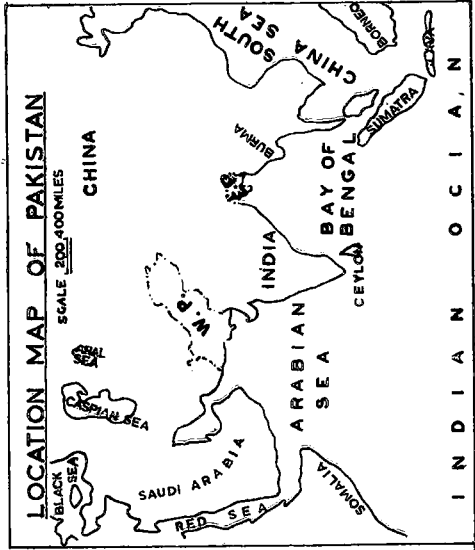 LOCATION MAP OF PAKISTAN
SCALE 200 400 MILES
BLACK
SEA
CASPIAN SEA
ARAL
SEA
CHINA
SOUTH
CHINA
SEA
BORNEO
W.P.
SAUDI ARABIA
RED SEA
INDIA
BURMA
BAY OF
BENGAL
SUMATRA
CEYLON
ARABIAN
SEA
SOMALIA
INDIAN OCIA,N